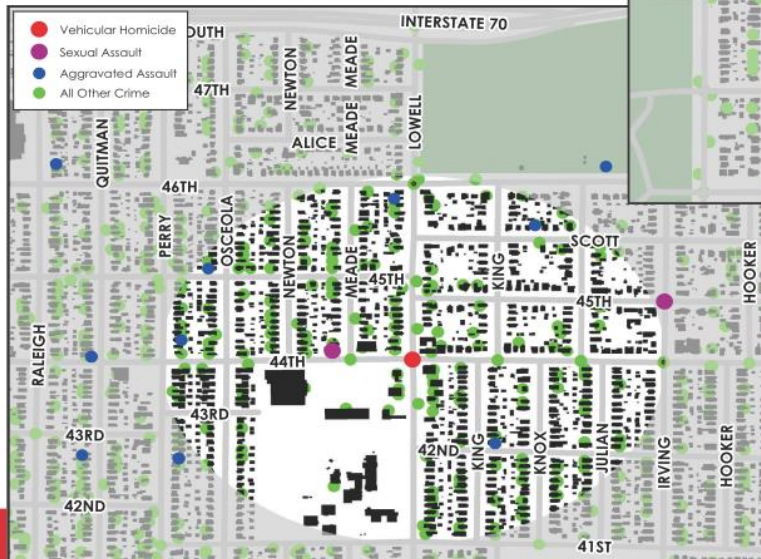 Vehicular Homicide
Sexual Assault
Aggravated Assault
All Other Crime
INTERSTATE 70
OUTH
47TH
NEWTON
MEADE
MEADE
ALICE
LOWELL
QUITMAN
46TH
PERRY
OSCEOLA
NEWTON
MEADE
45TH
KING
SCOTT
45TH
HOOKER
RALEIGH
44TH
43RD
43RD
42ND
42ND
KING
KNOX
JULIAN
IRVING
HOOKER
41ST